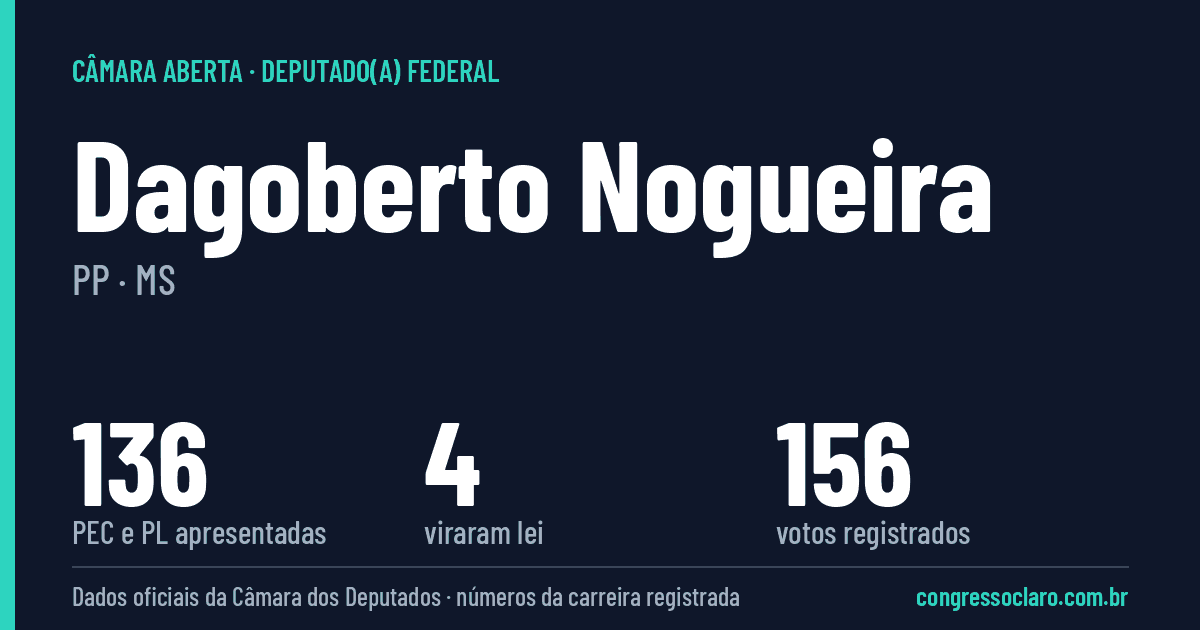 CÂMARA ABERTA · DEPUTADO(A) FEDERAL
Dagoberto Nogueira
PP · MS
136 4 156
PEC e PL apresentadas viraram lei votos registrados
Dados oficiais da Câmara dos Deputados · números da carreira registrada congressoclaro.com.br